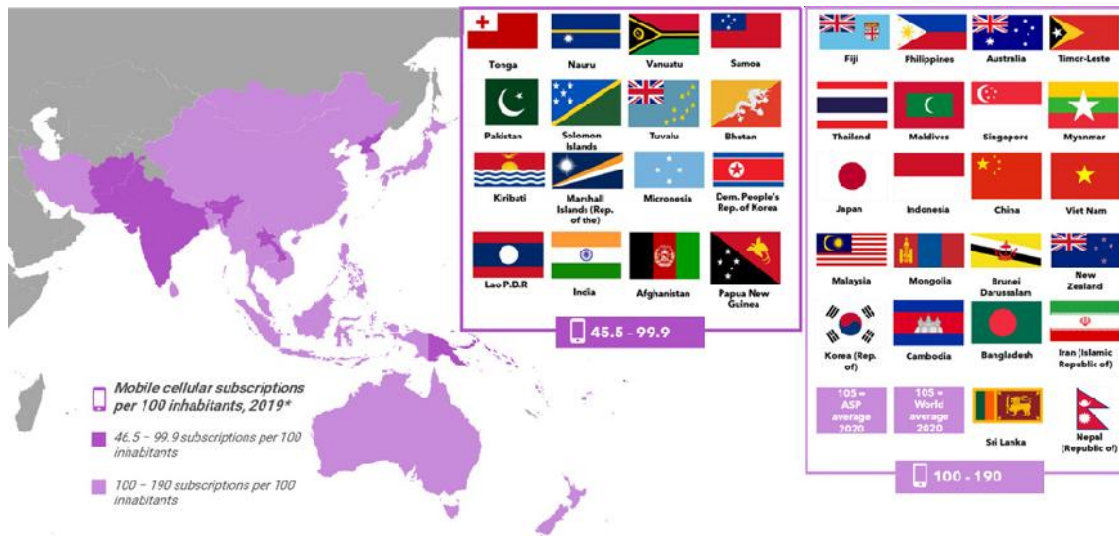 Tonga
Nauru
Vanuatu
Samoa
Pakistan
Solomon
Islands
Tuvalu
Bhutan
Kiribati
Marshall
Islands (Rep.
of the)
Micronesia
Dem. People's
Rep. of Korea
Lao P.D.R
India
Afghanistan
Papua New
Guinea
45.5 - 99.9
Fiji
Philippines
Australia
Timor-Leste
Thailand
Maldives
Singapore
Myanmar
Japan
Indonesia
China
Viet Nam
Malaysia
Mongolia
Brunei
Darussalam
New
Zealand
Korea (Rep.
of)
Cambodia
Bangladesh
Iran (Islamic
Republic of)
105 =
ASP
average
2020
105 =
World
average
2020
Sri Lanka
Nepal
(Republic of)
100 - 190
Mobile cellular subscriptions
per 100 inhabitants, 2019*
46.5 – 99.9 subscriptions per 100
inhabitants
100 – 190 subscriptions per 100
inhabitants